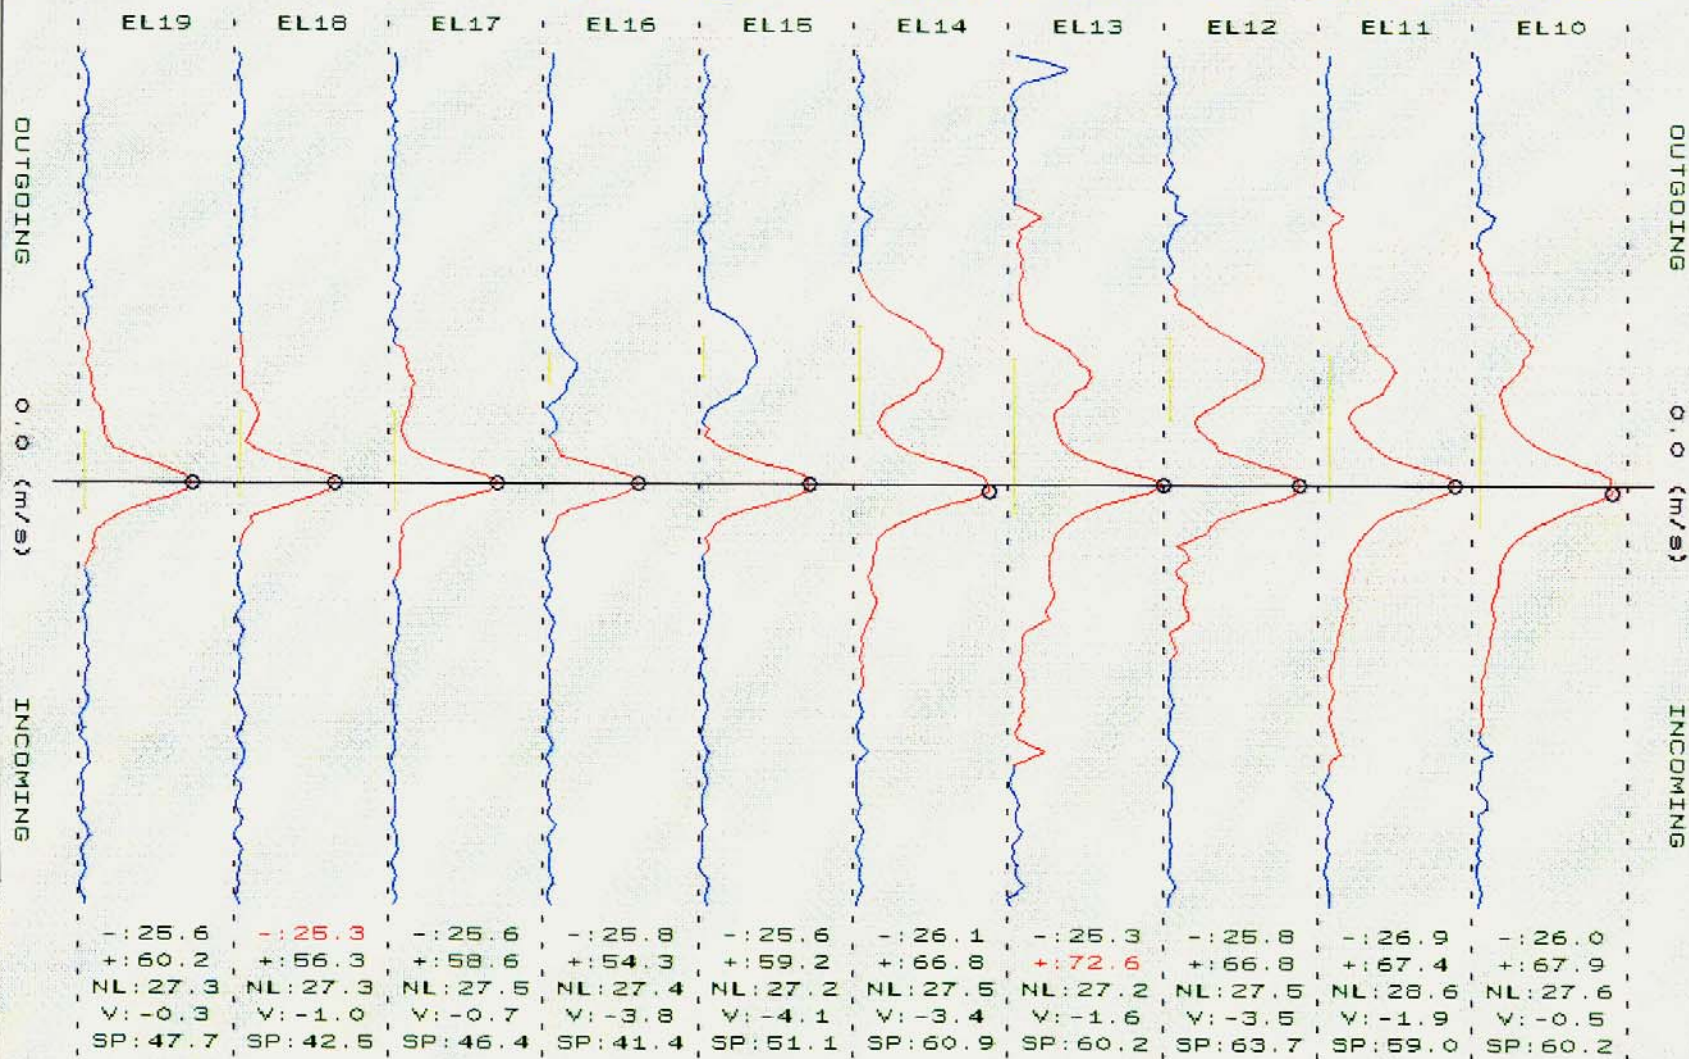 EL19 EL18 EL17 EL16 EL15 EL14 EL13 EL12 EL11 EL10
OUTGOING
0.0 (m/s)
INCOMING
OUTGOING
0.0 (m/s)
INCOMING
-:25.6 -:25.3 -:25.6 -:25.8 -:25.6 -:26.1 -:25.3 -:25.8 -:26.9 -:26.0
+:60.2 +:56.3 +:58.6 +:54.3 +:59.2 +:66.8 +:72.6 +:66.8 +:67.4 +:67.9
NL:27.3 NL:27.3 NL:27.5 NL:27.4 NL:27.2 NL:27.5 NL:27.2 NL:27.5 NL:28.6 NL:27.6
V:-0.3 V:-1.0 V:-0.7 V:-3.8 V:-4.1 V:-3.4 V:-1.6 V:-3.5 V:-1.9 V:-0.5
SP:47.7 SP:42.5 SP:46.4 SP:41.4 SP:51.1 SP:60.9 SP:60.2 SP:63.7 SP:59.0 SP:60.2